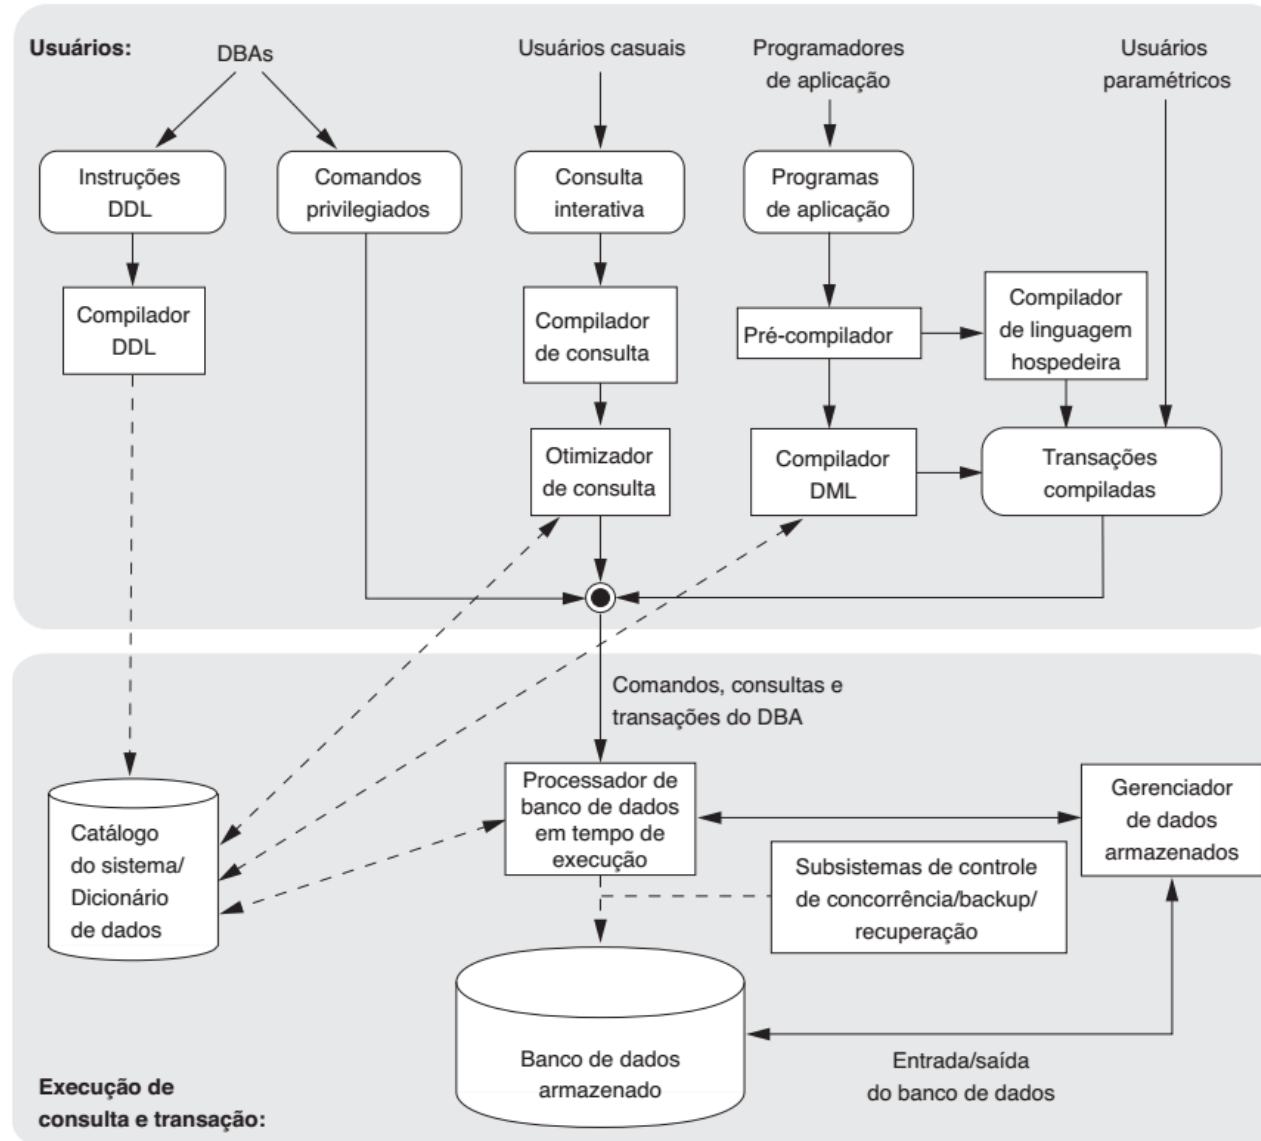 Usuários:
DBAs
Usuários casuais
Programadores
de aplicação
Usuários
paramétricos
Instruções
DDL
Comandos
privilegiados
Consulta
interativa
Programas
de aplicação
Compilador
DDL
Compilador
de consulta
Pré-compilador
Compilador
de linguagem
hospedeira
Otimizador
de consulta
Compilador
DML
Transações
compiladas
Comandos, consultas e
transações do DBA
Catálogo
do sistema/
Dicionário
de dados
Processador de
banco de dados
em tempo de
execução
Gerenciador
de dados
armazenados
Subsistemas de controle
de concorrência/backup/
recuperação
Banco de dados
armazenado
Entrada/saída
do banco de dados
Execução de
consulta e transação: